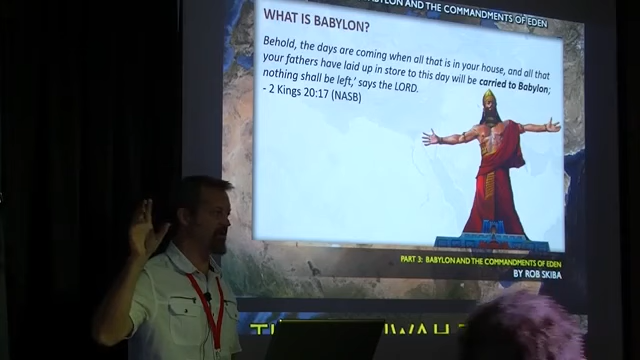 BABYLON AND THE COMMANDMENTS OF EDEN
WHAT IS BABYLON?
Behold, the days are coming when all that is in your house, and all that
your fathers have laid up in store to this day will be carried to Babylon;
nothing shall be left,' says the LORD.
- 2 Kings 20:17 (NASB)
PART 3: BABYLON AND THE COMMANDMENTS OF EDEN
BY ROB SKIBA